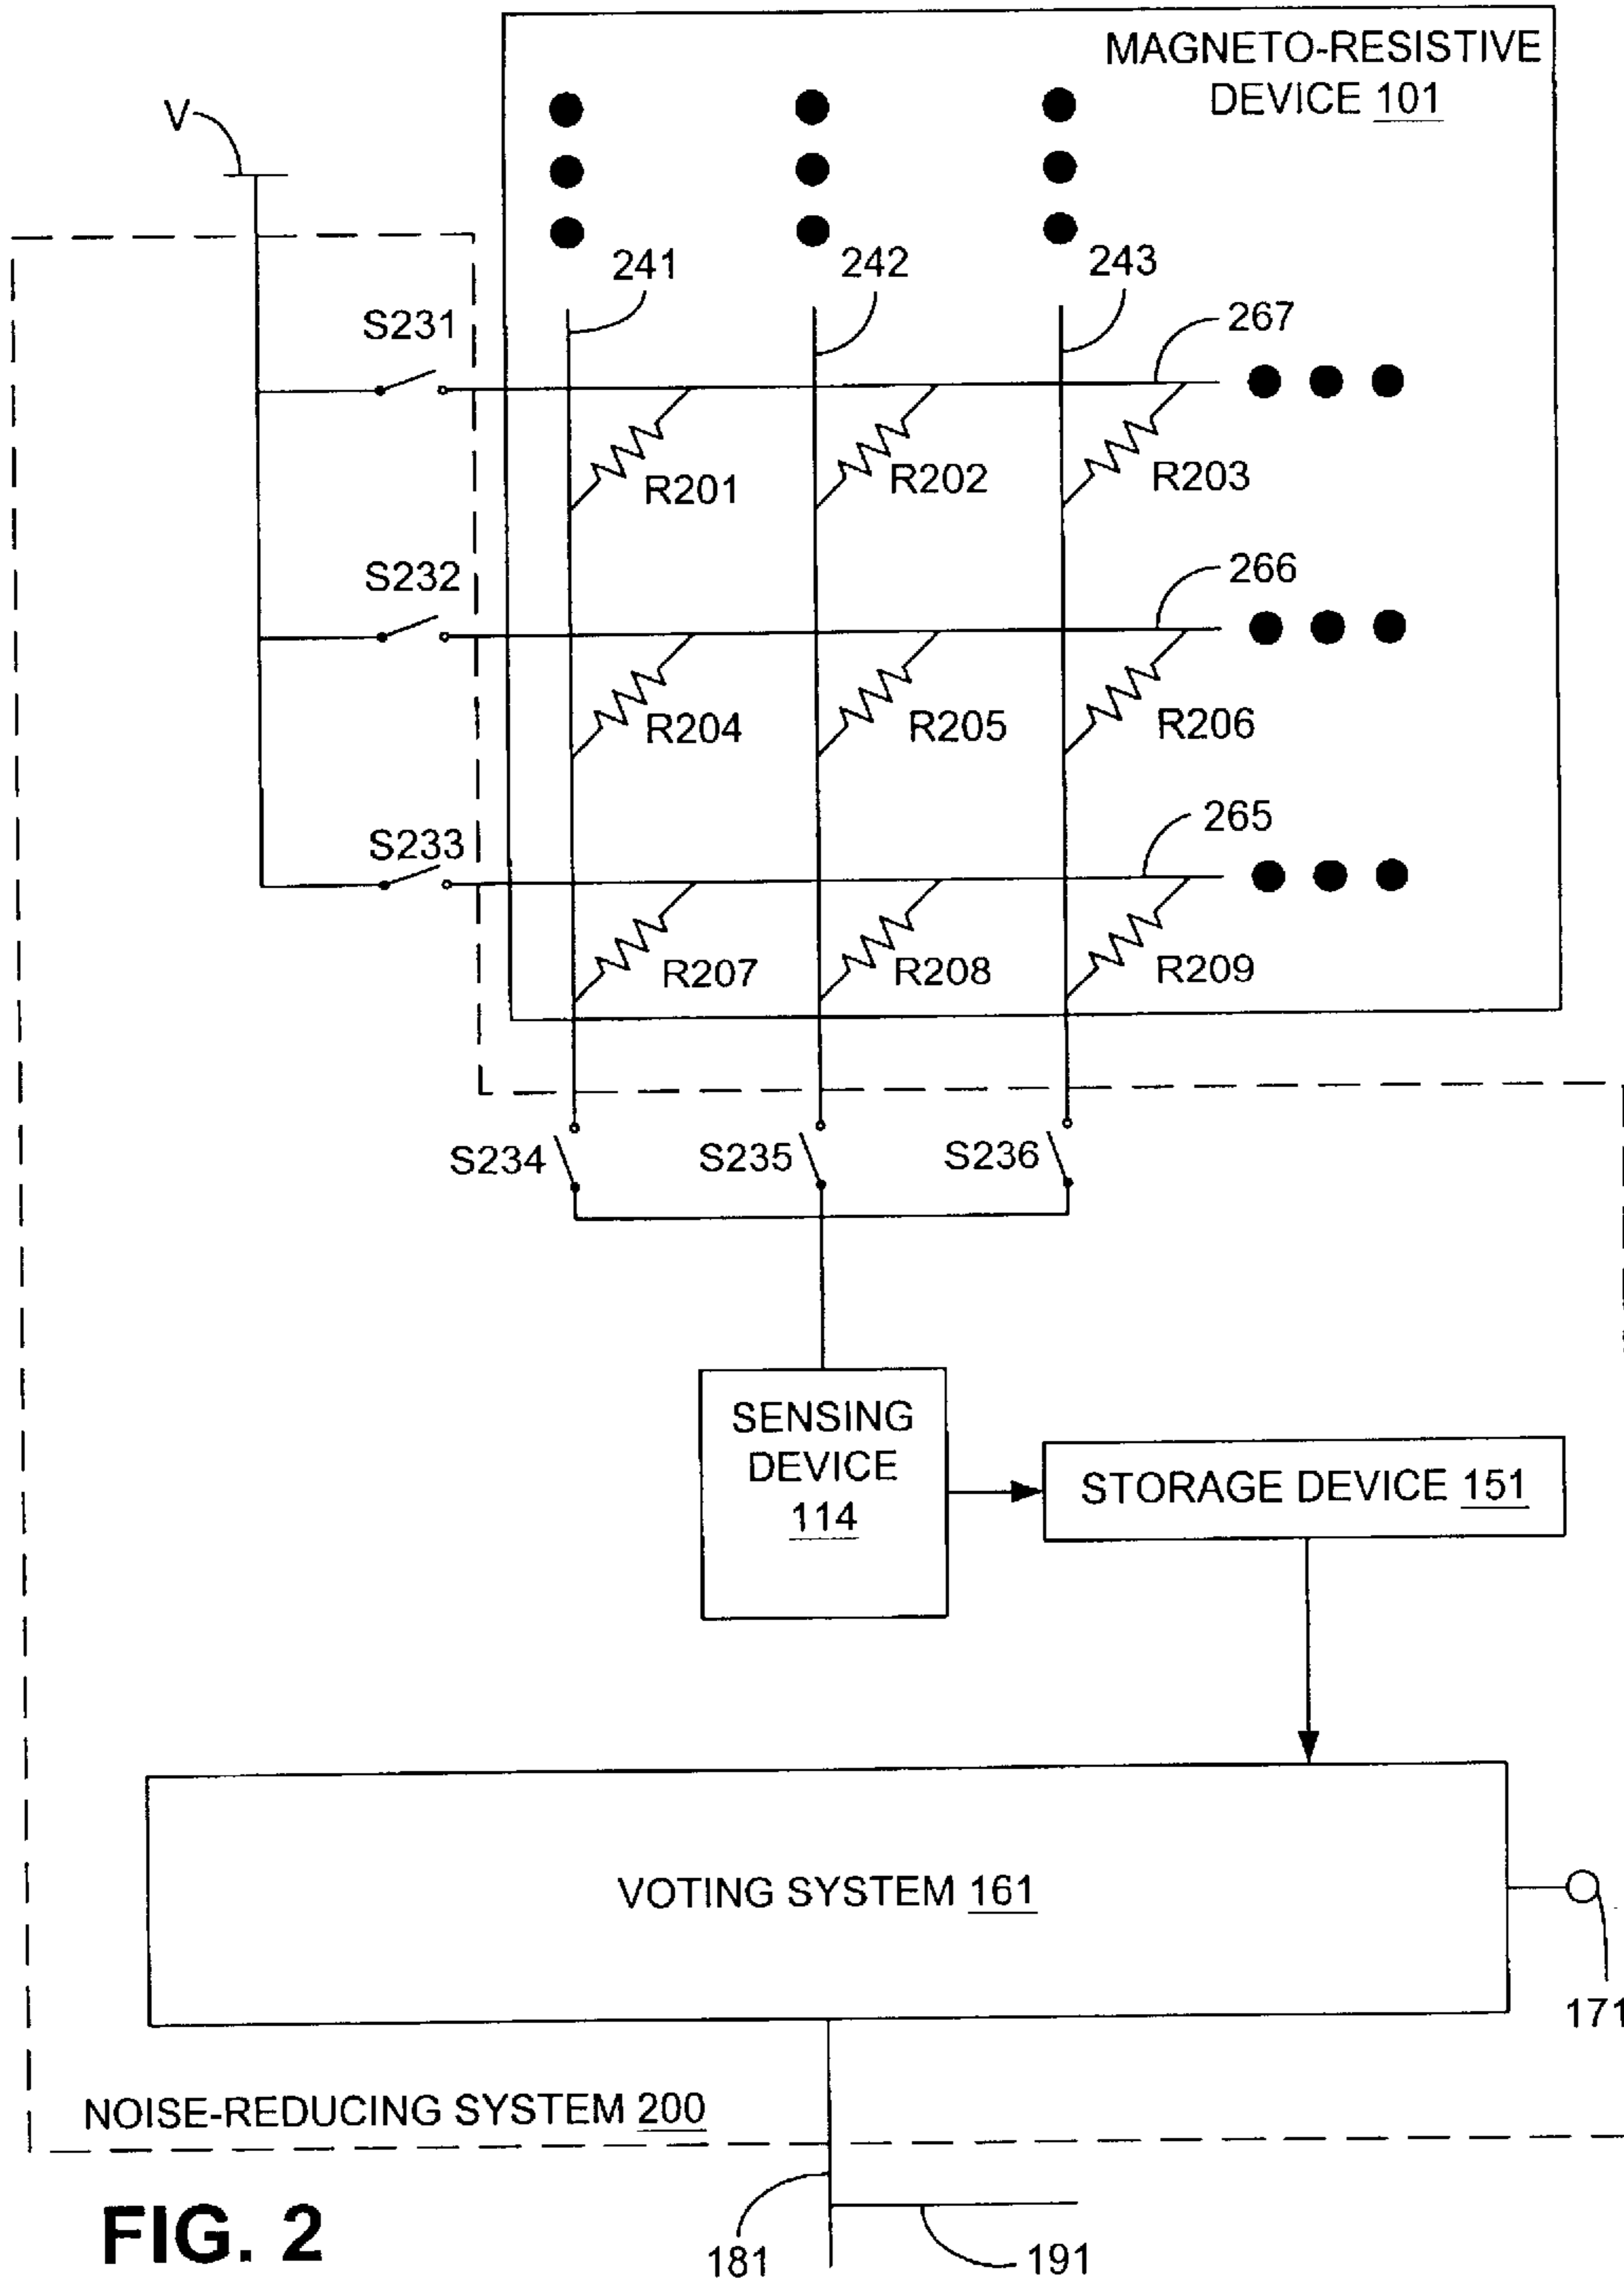 MAGNETO-RESISTIVE
DEVICE 101
V
241
242
243
S231
267
R201
R202
R203
S232
266
R204
R205
R206
S233
265
R207
R208
R209
S234
S235
S236
SENSING
DEVICE
114
STORAGE DEVICE 151
VOTING SYSTEM 161
171
NOISE-REDUCING SYSTEM 200
FIG. 2
181
191